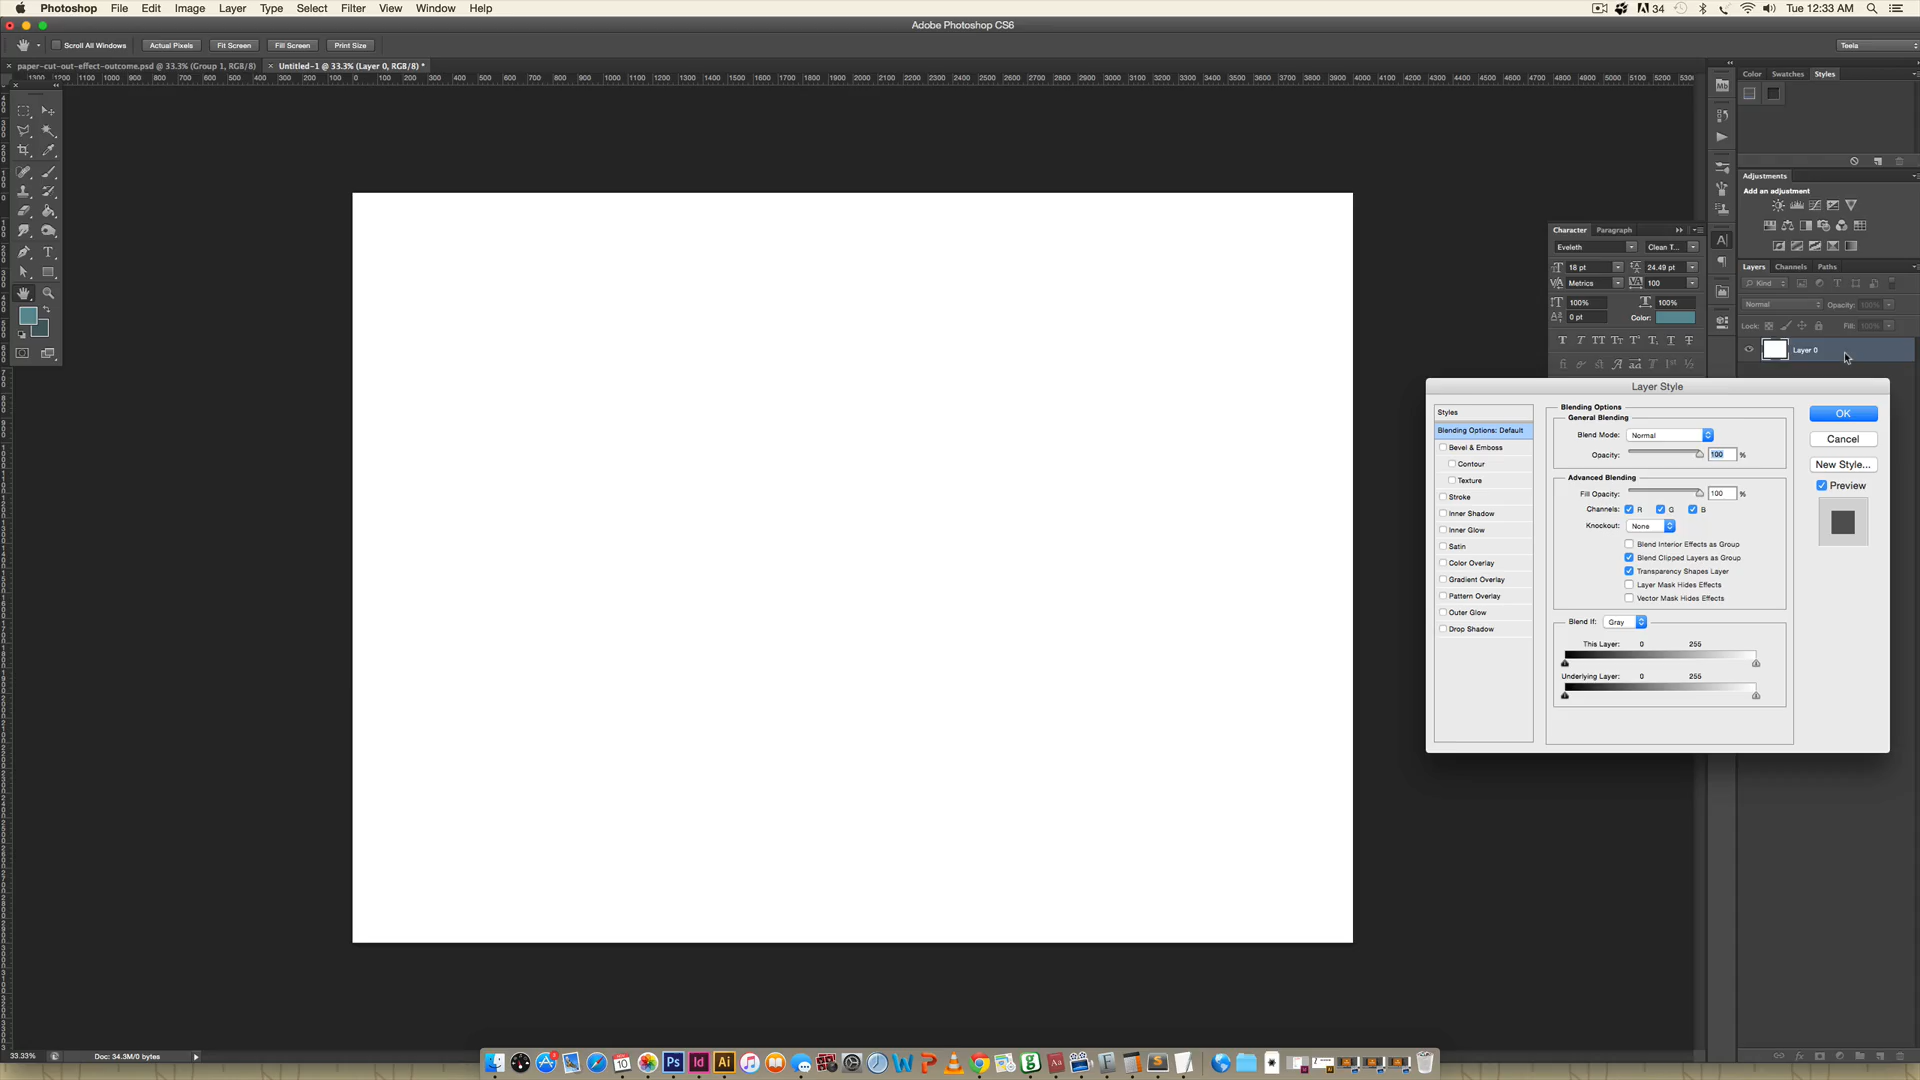 Photoshop File Edit Image Layer Type Select Filter View Window Help
34 Tue 12:33 AM
Adobe Photoshop CS6
Scroll All Windows Actual Pixels Fit Screen Fill Screen Print Size
Teela
paper-cut-out-effect-outcome.psd @ 33.3% (Group 1, RGB/8)
Untitled-1 @ 33.3% (Layer 0, RGB/8) *
Color Swatches Styles
Adjustments
Add an adjustment
Character Paragraph
Eveleth Clean T...
18 pt 24.49 pt
Metrics 100
100% 100%
0 pt Color:
Layers Channels Paths
Kind
Normal Opacity: 100%
Lock: Fill: 100%
Layer 0
Layer Style
Styles
Blending Options: Default
Bevel & Emboss
Contour
Texture
Stroke
Inner Shadow
Inner Glow
Satin
Color Overlay
Gradient Overlay
Pattern Overlay
Outer Glow
Drop Shadow
Blending Options
General Blending
Blend Mode: Normal
Opacity: 100 %
Advanced Blending
Fill Opacity: 100 %
Channels: R G B
Knockout: None
Blend Interior Effects as Group
Blend Clipped Layers as Group
Transparency Shapes Layer
Layer Mask Hides Effects
Vector Mask Hides Effects
Blend If: Gray
This Layer: 0 255
Underlying Layer: 0 255
OK
Cancel
New Style...
Preview
33.33% Doc: 34.3M/0 bytes